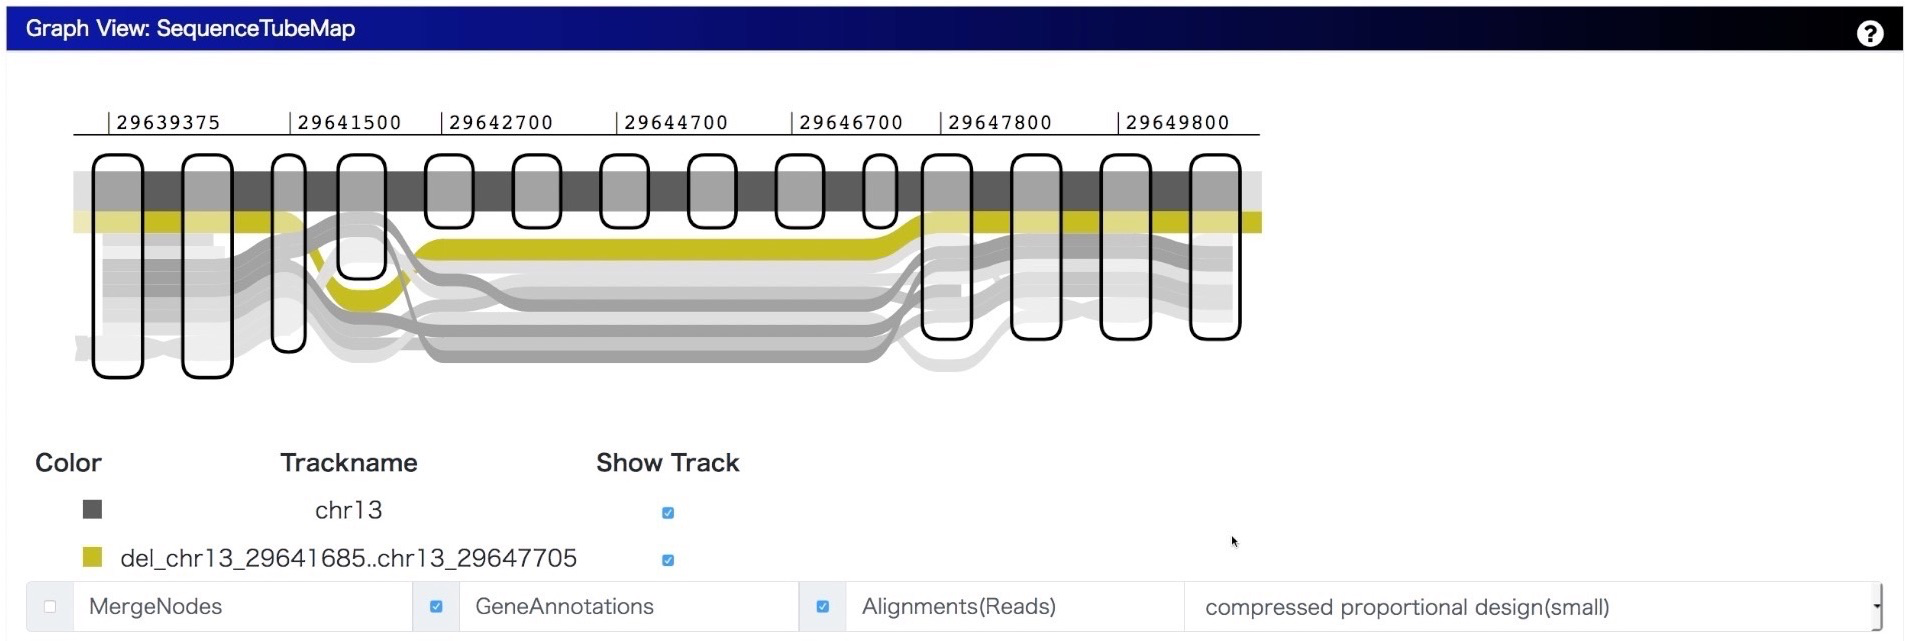 Graph View: SequenceTubeMap
?
29639375 29641500 29642700 29644700 29646700 29647800 29649800
Color Trackname Show Track
chr13
del_chr13_29641685..chr13_29647705
MergeNodes GeneAnnotations Alignments(Reads) compressed proportional design(small)